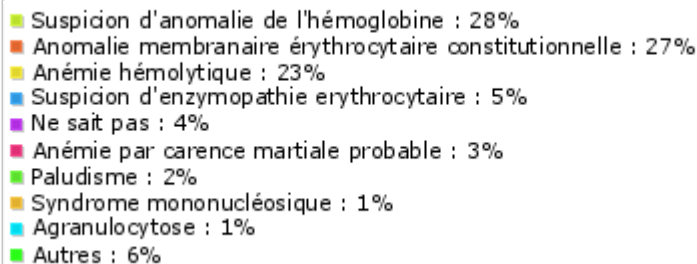 Suspicion d'anomalie de l'hémoglobine : 28%
Anomalie membranaire érythrocytaire constitutionnelle : 27%
Anémie hémolytique : 23%
Suspicion d'enzymopathie erythrocytaire : 5%
Ne sait pas : 4%
Anémie par carence martiale probable : 3%
Paludisme : 2%
Syndrome mononucléosique : 1%
Agranulocytose : 1%
Autres : 6%